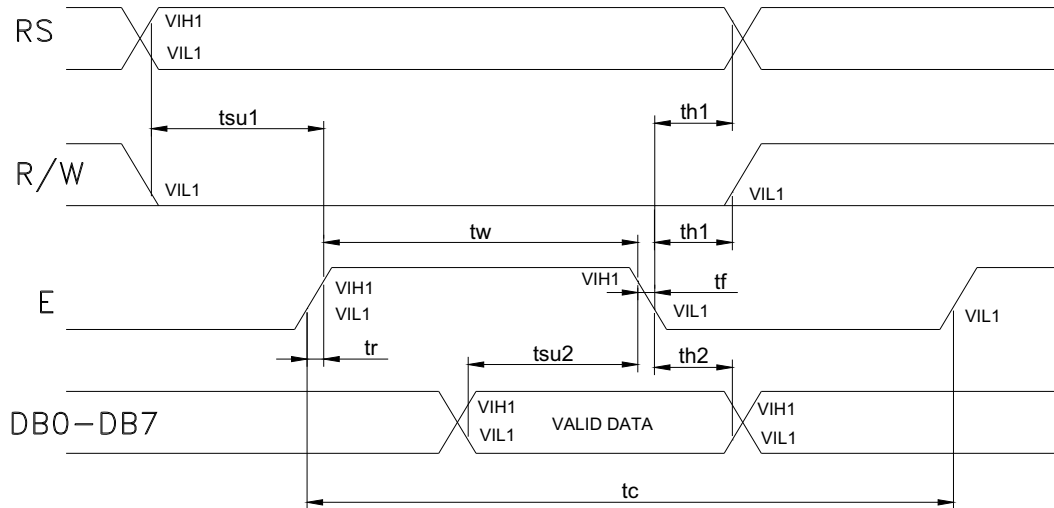 RS
VIH1
VIL1
tsu1
th1
R/W
VIL1
VIL1
tw
th1
E
VIH1
VIL1
VIH1
tf
VIL1
VIL1
tr
tsu2
th2
DB0-DB7
VIH1
VIL1
VALID DATA
VIH1
VIL1
tc